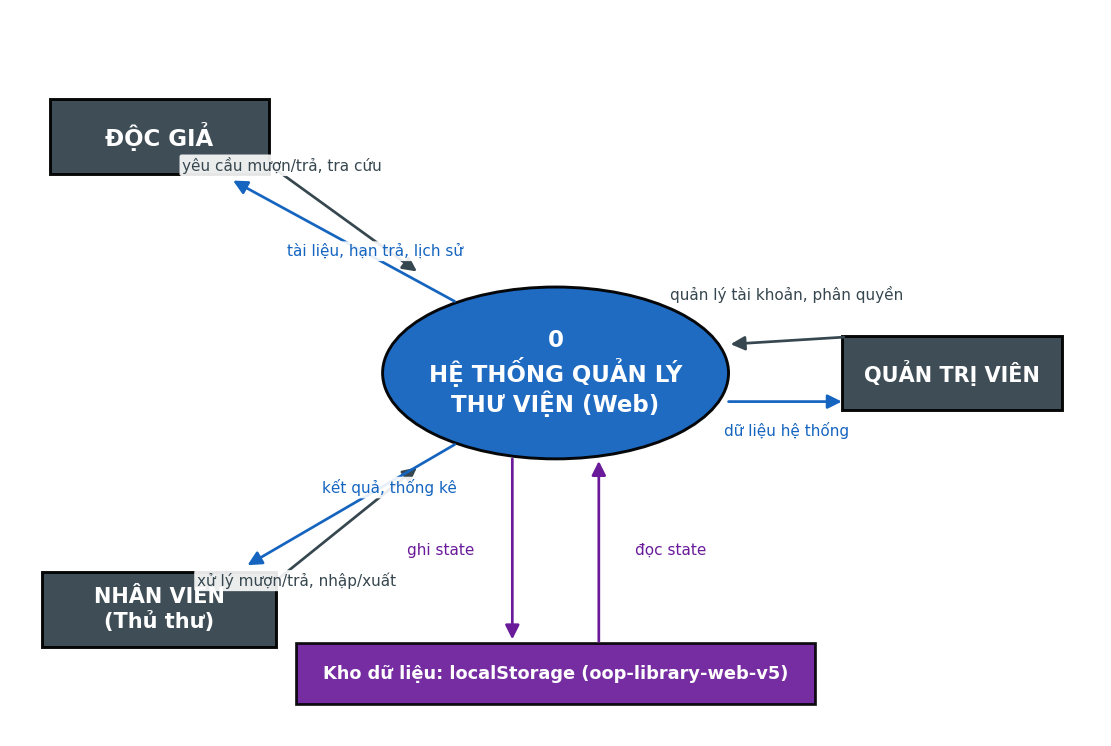 ĐỘC GIẢ
yêu cầu mượn/trả, tra cứu
tài liệu, hạn trả, lịch sử
quản lý tài khoản, phân quyền
0
HỆ THỐNG QUẢN LÝ
THƯ VIỆN (Web)
QUẢN TRỊ VIÊN
dữ liệu hệ thống
kết quả, thống kê
ghi state
đọc state
xử lý mượn/trả, nhập/xuất
NHÂN VIÊN
(Thủ thư)
Kho dữ liệu: localStorage (oop-library-web-v5)